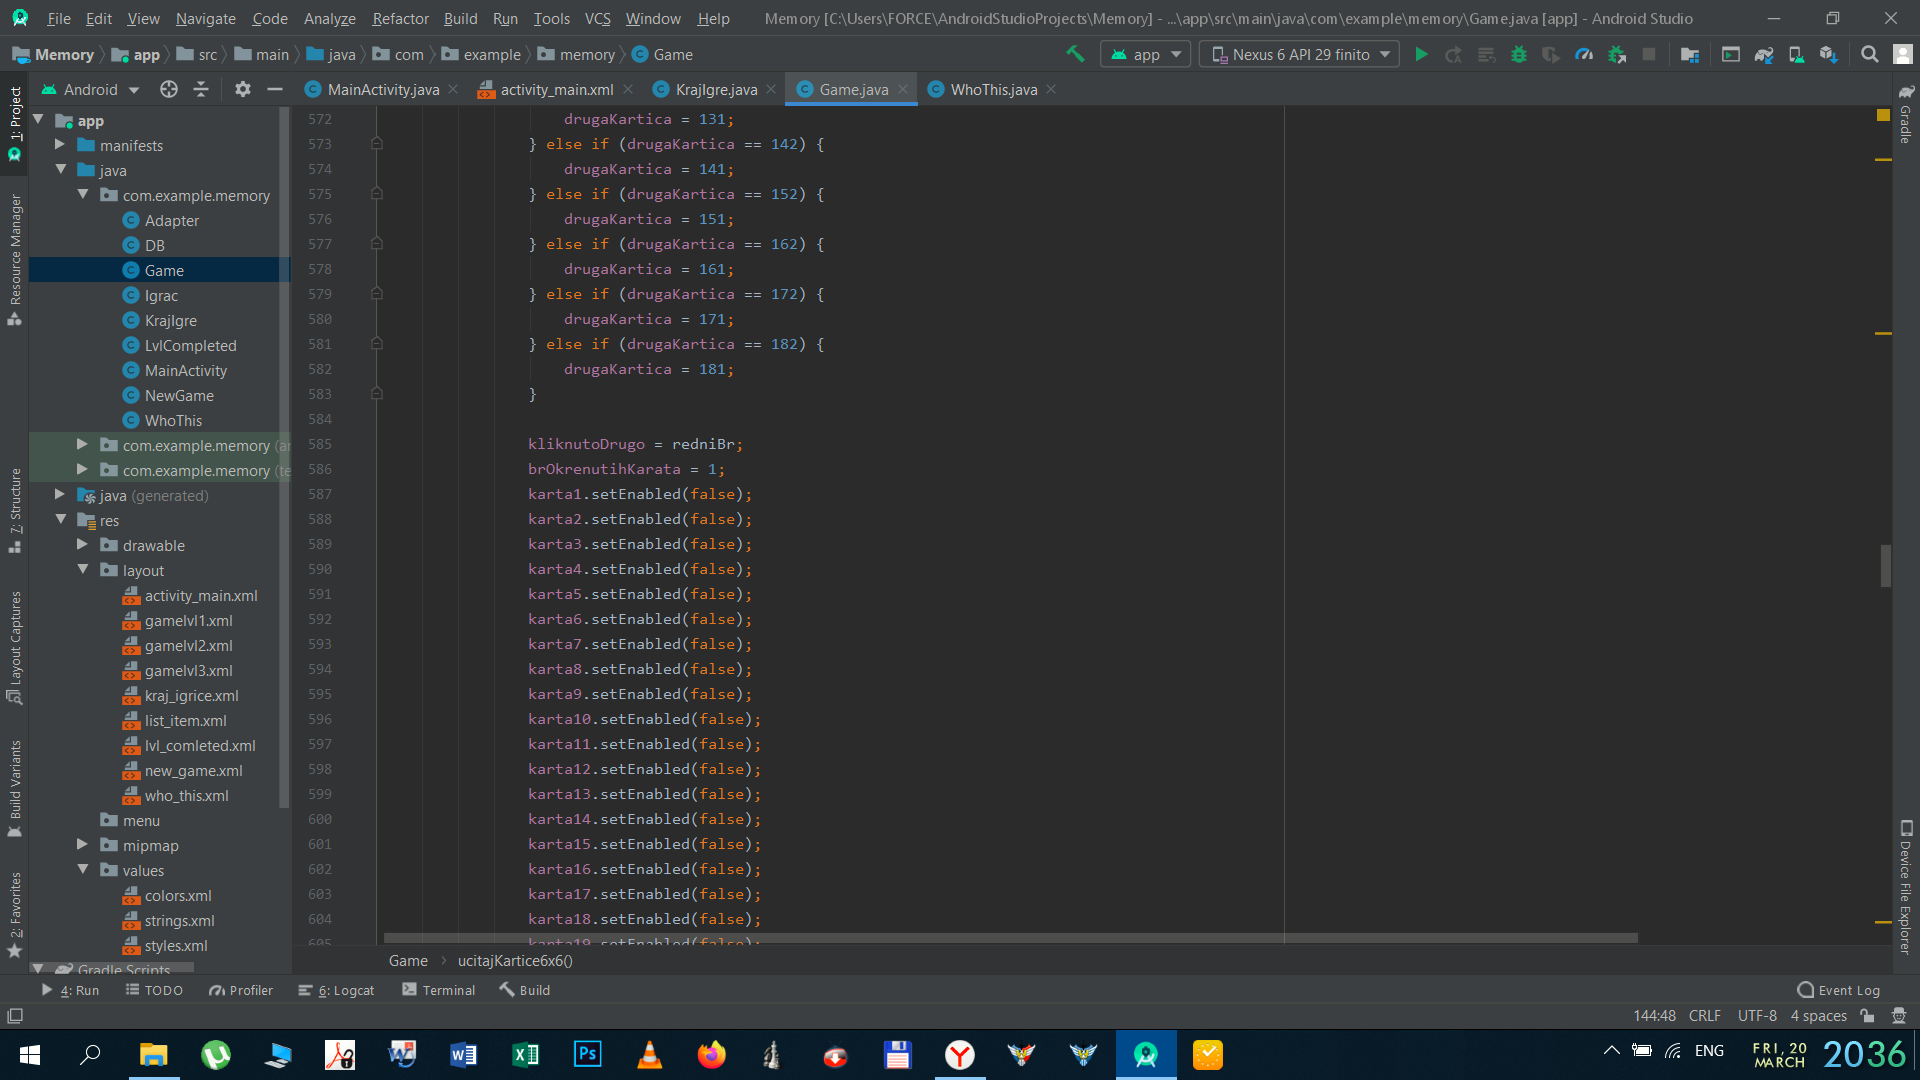 File Edit View Navigate Code Analyze Refactor Build Run Tools VCS Window Help Memory [C:\Users\FORCE\AndroidStudioProjects\Memory] - ...\app\src\main\java\com\example\memory\Game.java [app] - Android Studio
Memory app src main java com example memory Game app Nexus 6 API 29 finito
Android MainActivity.java activity_main.xml KrajIgre.java Game.java WhoThis.java
1: Project
Resource Manager
7: Structure
Layout Captures
Build Variants
2: Favorites
app
manifests
java
com.example.memory
Adapter
DB
Game
Igrac
KrajIgre
LvlCompleted
MainActivity
NewGame
WhoThis
com.example.memory (ar
com.example.memory (te
java (generated)
res
drawable
layout
activity_main.xml
gamelvl1.xml
gamelvl2.xml
gamelvl3.xml
kraj_igrice.xml
list_item.xml
lvl_comleted.xml
new_game.xml
who_this.xml
menu
mipmap
values
colors.xml
strings.xml
styles.xml
Gradle Scripts
572 drugaKartica = 131;
573 } else if (drugaKartica == 142) {
574 drugaKartica = 141;
575 } else if (drugaKartica == 152) {
576 drugaKartica = 151;
577 } else if (drugaKartica == 162) {
578 drugaKartica = 161;
579 } else if (drugaKartica == 172) {
580 drugaKartica = 171;
581 } else if (drugaKartica == 182) {
582 drugaKartica = 181;
583 }
584
585 kliknutoDrugo = redniBr;
586 brOkrenutihKarata = 1;
587 karta1.setEnabled(false);
588 karta2.setEnabled(false);
589 karta3.setEnabled(false);
590 karta4.setEnabled(false);
591 karta5.setEnabled(false);
592 karta6.setEnabled(false);
593 karta7.setEnabled(false);
594 karta8.setEnabled(false);
595 karta9.setEnabled(false);
596 karta10.setEnabled(false);
597 karta11.setEnabled(false);
598 karta12.setEnabled(false);
599 karta13.setEnabled(false);
600 karta14.setEnabled(false);
601 karta15.setEnabled(false);
602 karta16.setEnabled(false);
603 karta17.setEnabled(false);
604 karta18.setEnabled(false);
605 karta19.setEnabled(false);
Gradle
Device File Explorer
Game ucitajKartice6x6()
4: Run TODO Profiler 6: Logcat Terminal Build Event Log
144:48 CRLF UTF-8 4 spaces
ENG FRI, 20 MARCH 20 36